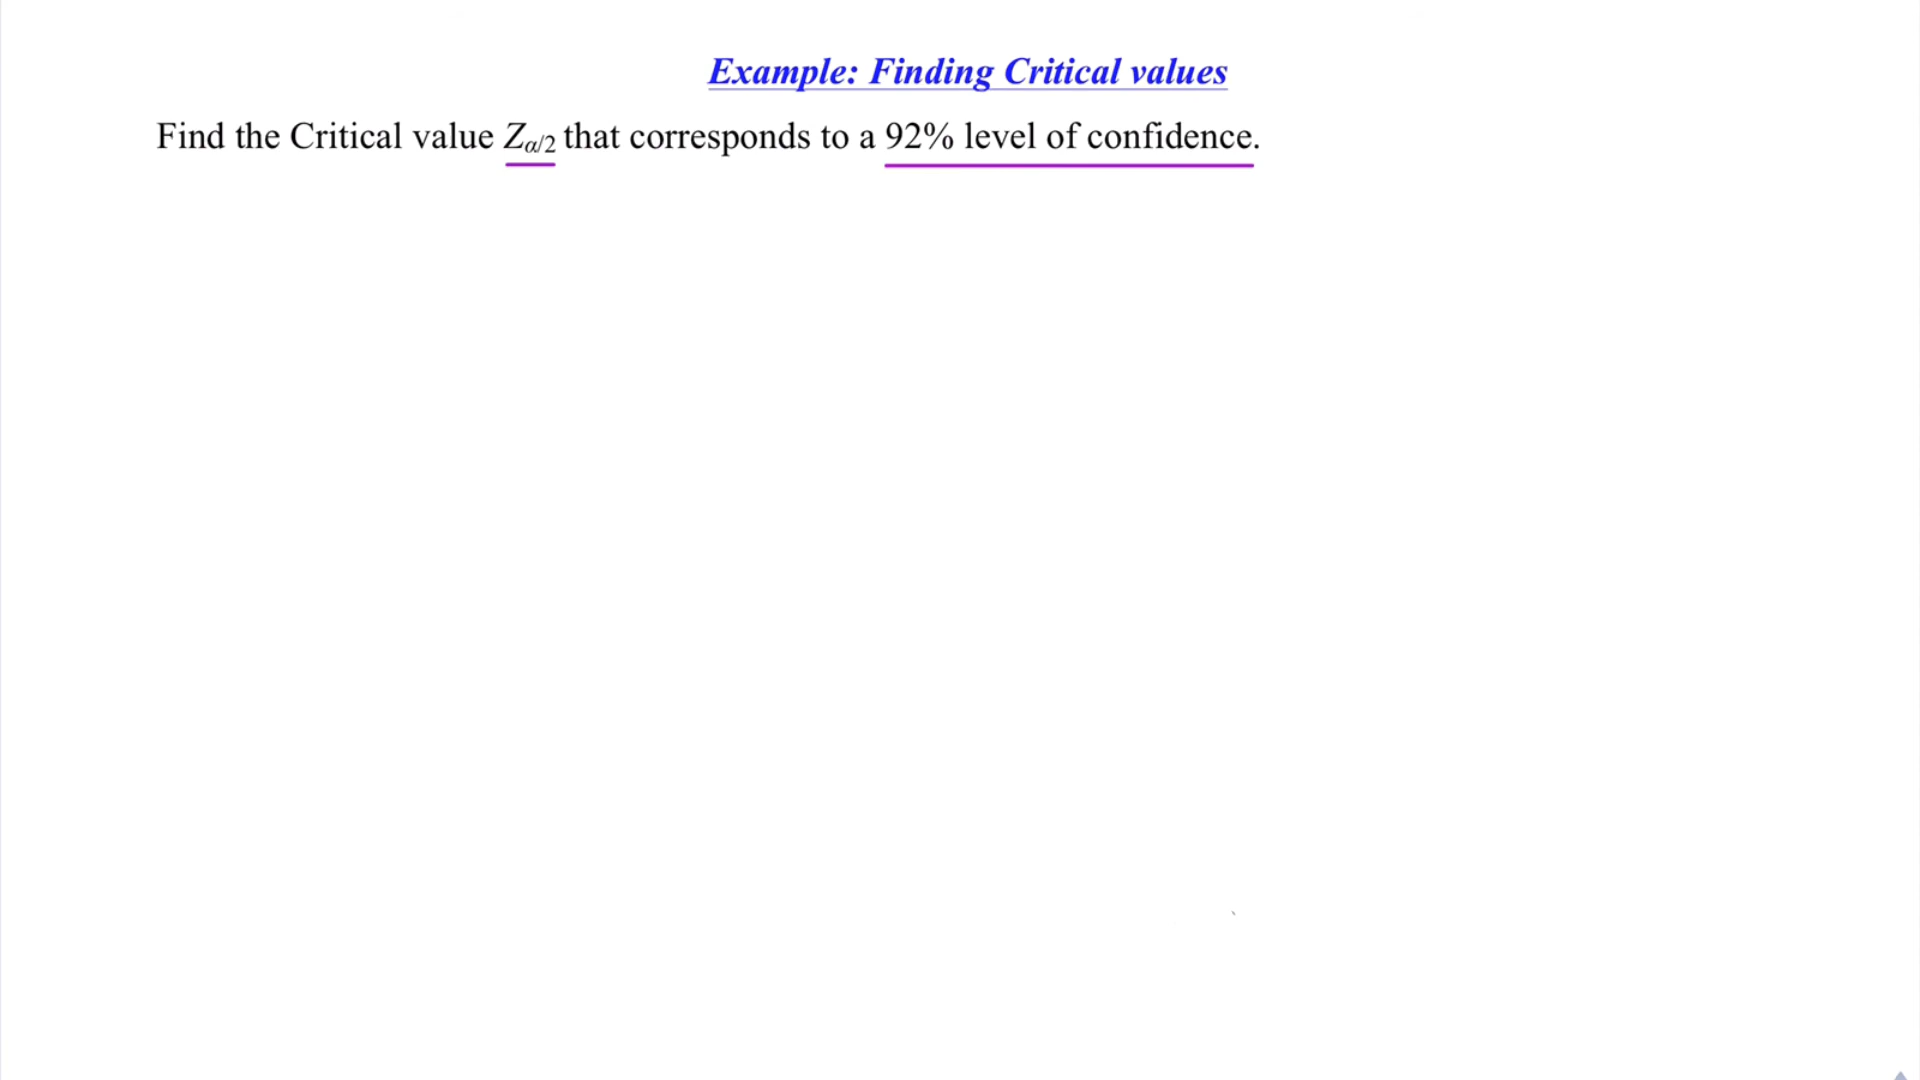 Example: Finding Critical values
Find the Critical value Zα/2 that corresponds to a 92% level of confidence.